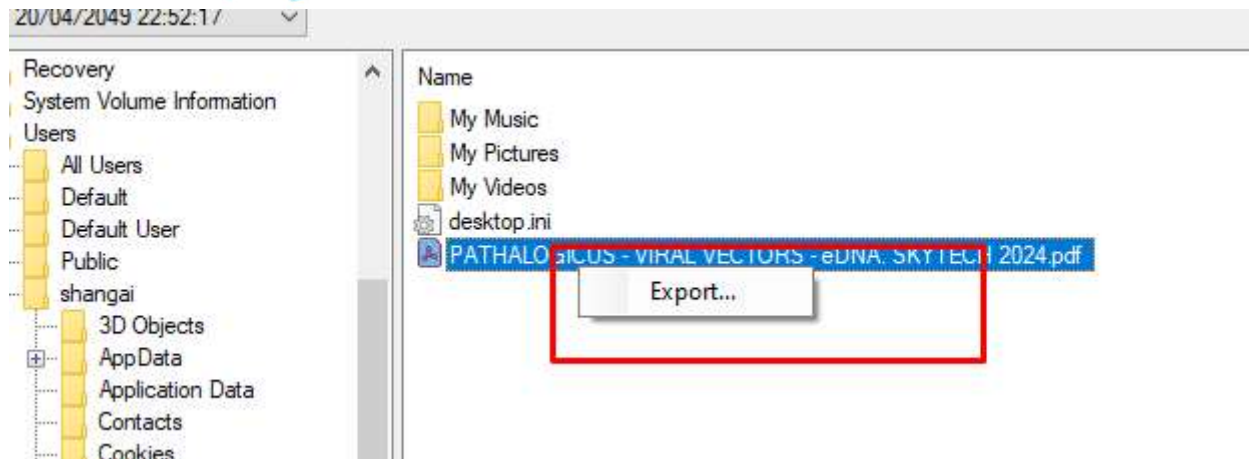 20/04/2049 22:52:17
Recovery
System Volume Information
Users
All Users
Default
Default User
Public
shangai
3D Objects
AppData
Application Data
Contacts
Cookies
Name
My Music
My Pictures
My Videos
desktop.ini
PATHALOGICUS - VIRAL VECTORS - eDNA. SKYTECH 2024.pdf
Export...